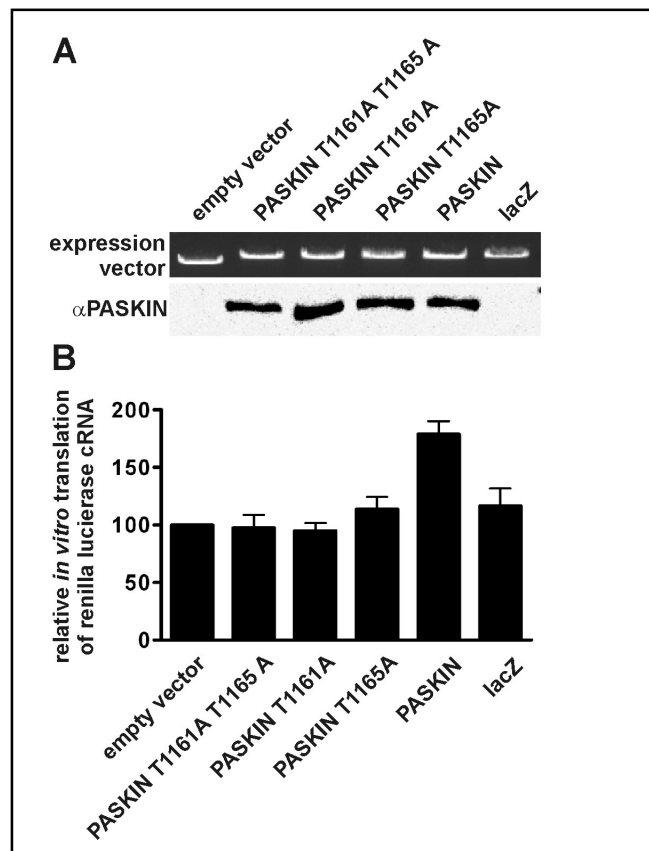 A
empty vector
PASKIN T1161A T1165 A
PASKIN T1161A
PASKIN T1165A
PASKIN
lacZ
expression
vector
αPASKIN
B
relative in vitro translation
of renilla lucierase cRNA
200
150
100
50
0
empty vector
PASKIN T1161A T1165 A
PASKIN T1161A
PASKIN T1165A
PASKIN
lacZ